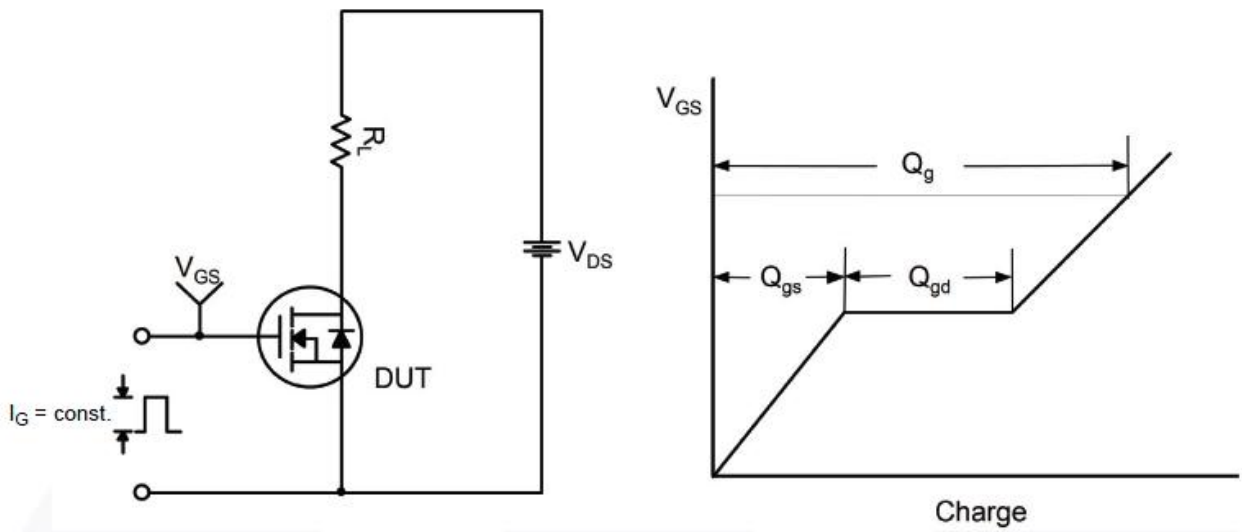 R_L
V_DS
V_GS
DUT
I_G = const.
V_GS
Q_g
Q_gs
Q_gd
Charge